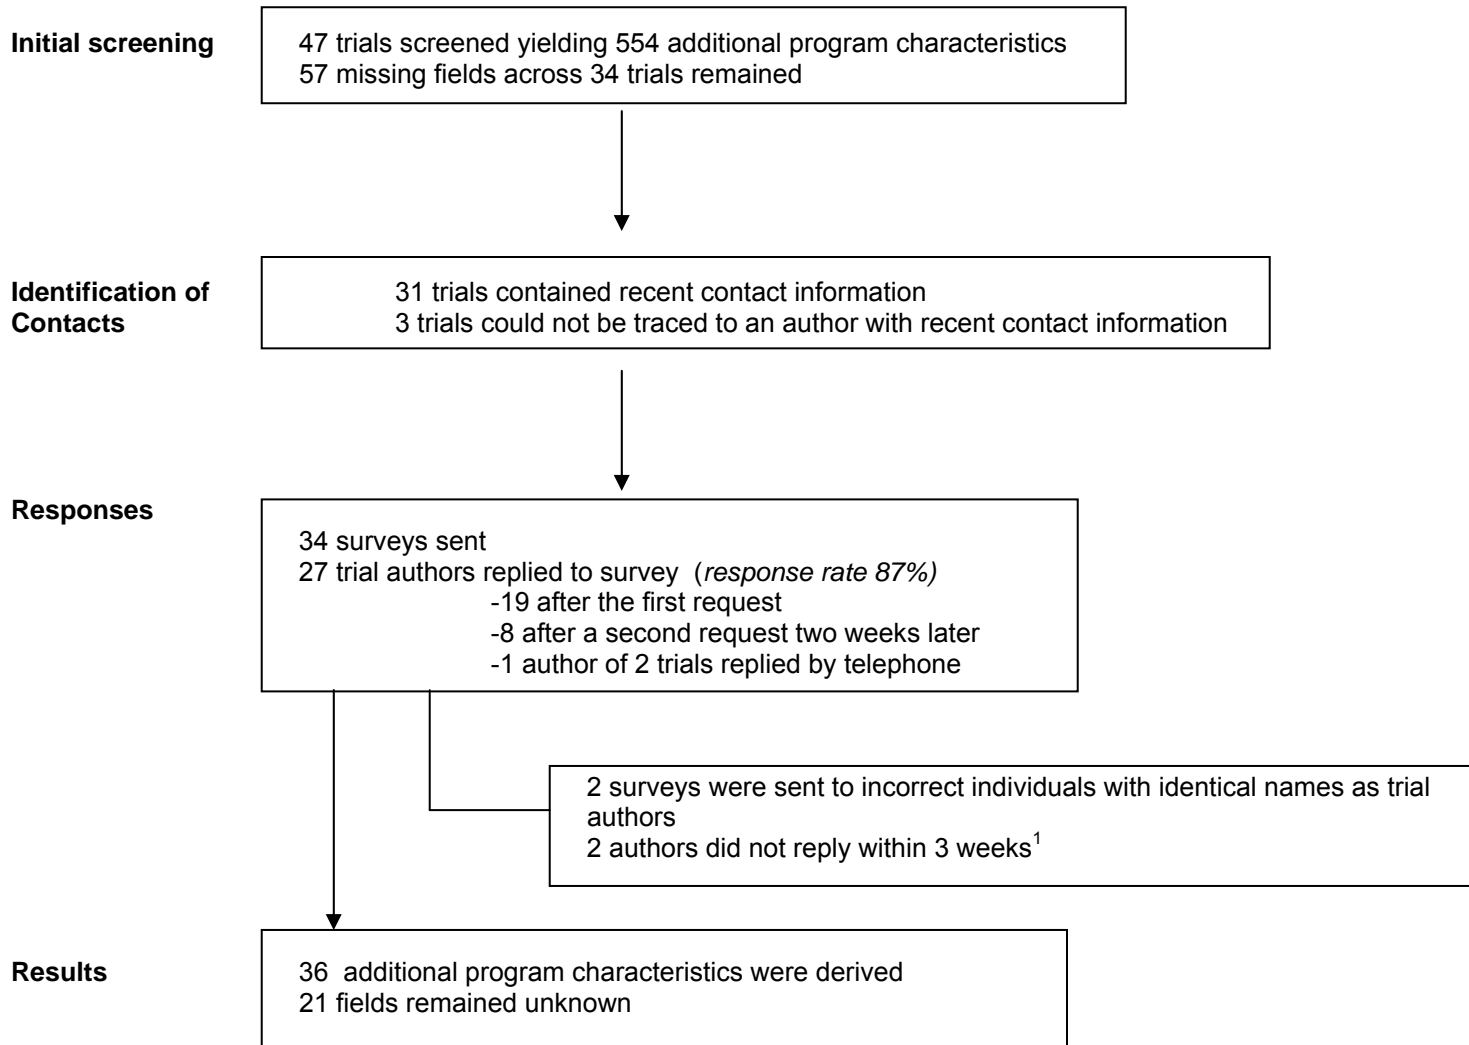 Initial screening
47 trials screened yielding 554 additional program characteristics
57 missing fields across 34 trials remained
Identification of
Contacts
31 trials contained recent contact information
3 trials could not be traced to an author with recent contact information
Responses
34 surveys sent
27 trial authors replied to survey (response rate 87%)
-19 after the first request
-8 after a second request two weeks later
-1 author of 2 trials replied by telephone
2 surveys were sent to incorrect individuals with identical names as trial
authors
2 authors did not reply within 3 weeks1
Results
36 additional program characteristics were derived
21 fields remained unknown